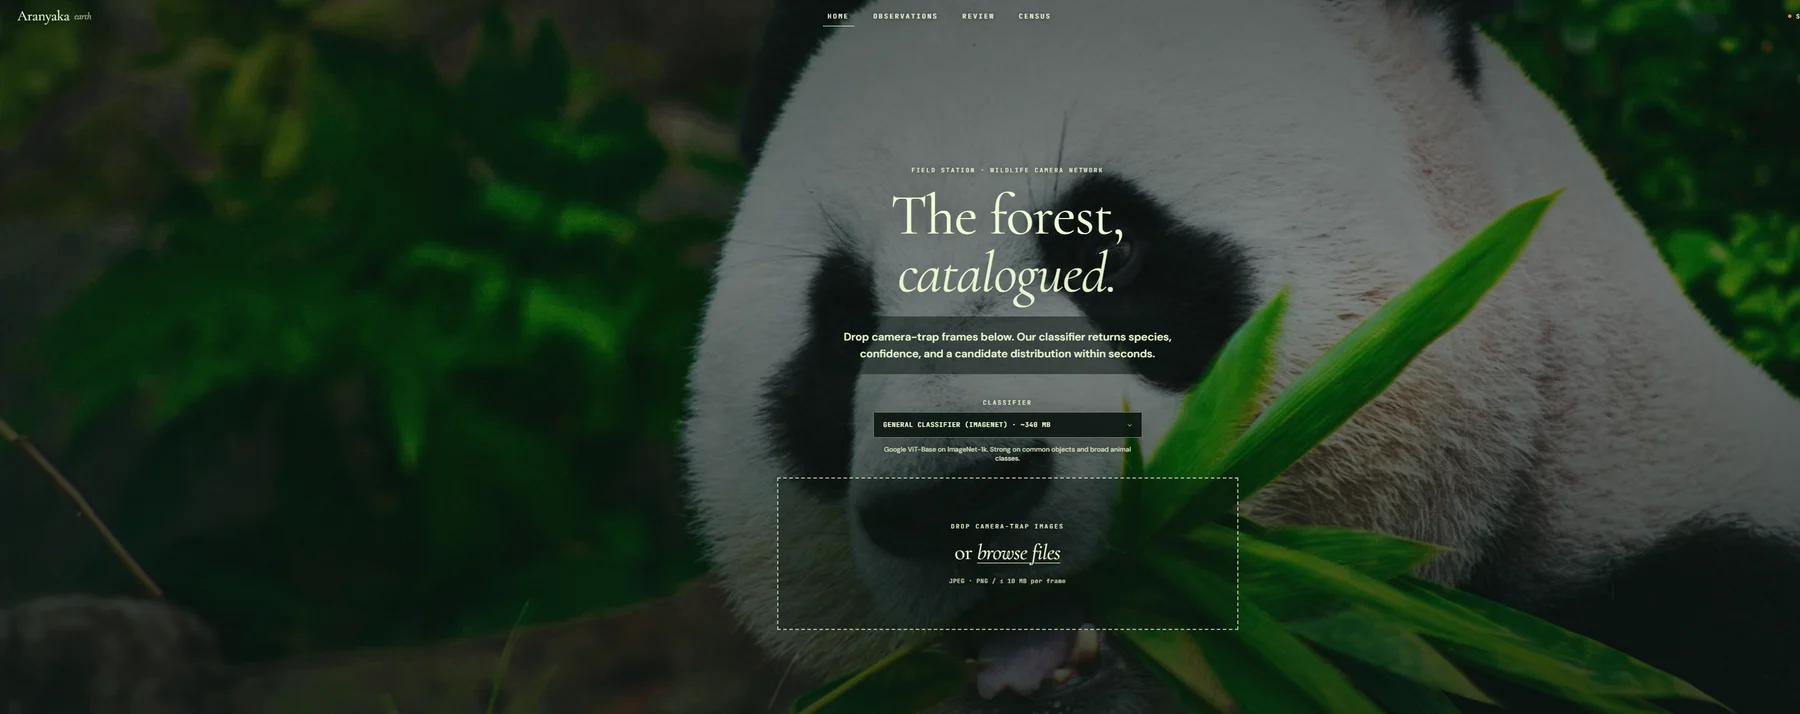 Aranyaka earth
HOME OBSERVATIONS REVIEW CENSUS
FIELD STATION · WILDLIFE CAMERA NETWORK
The forest,
catalogued.
Drop camera-trap frames below. Our classifier returns species,
confidence, and a candidate distribution within seconds.
CLASSIFIER
GENERAL CLASSIFIER (IMAGENET) · ~340 MB
Google ViT-Base on ImageNet-1k. Strong on common objects and broad animal
classes.
DROP CAMERA-TRAP IMAGES
or browse files
JPEG · PNG / ≤ 10 MB per frame